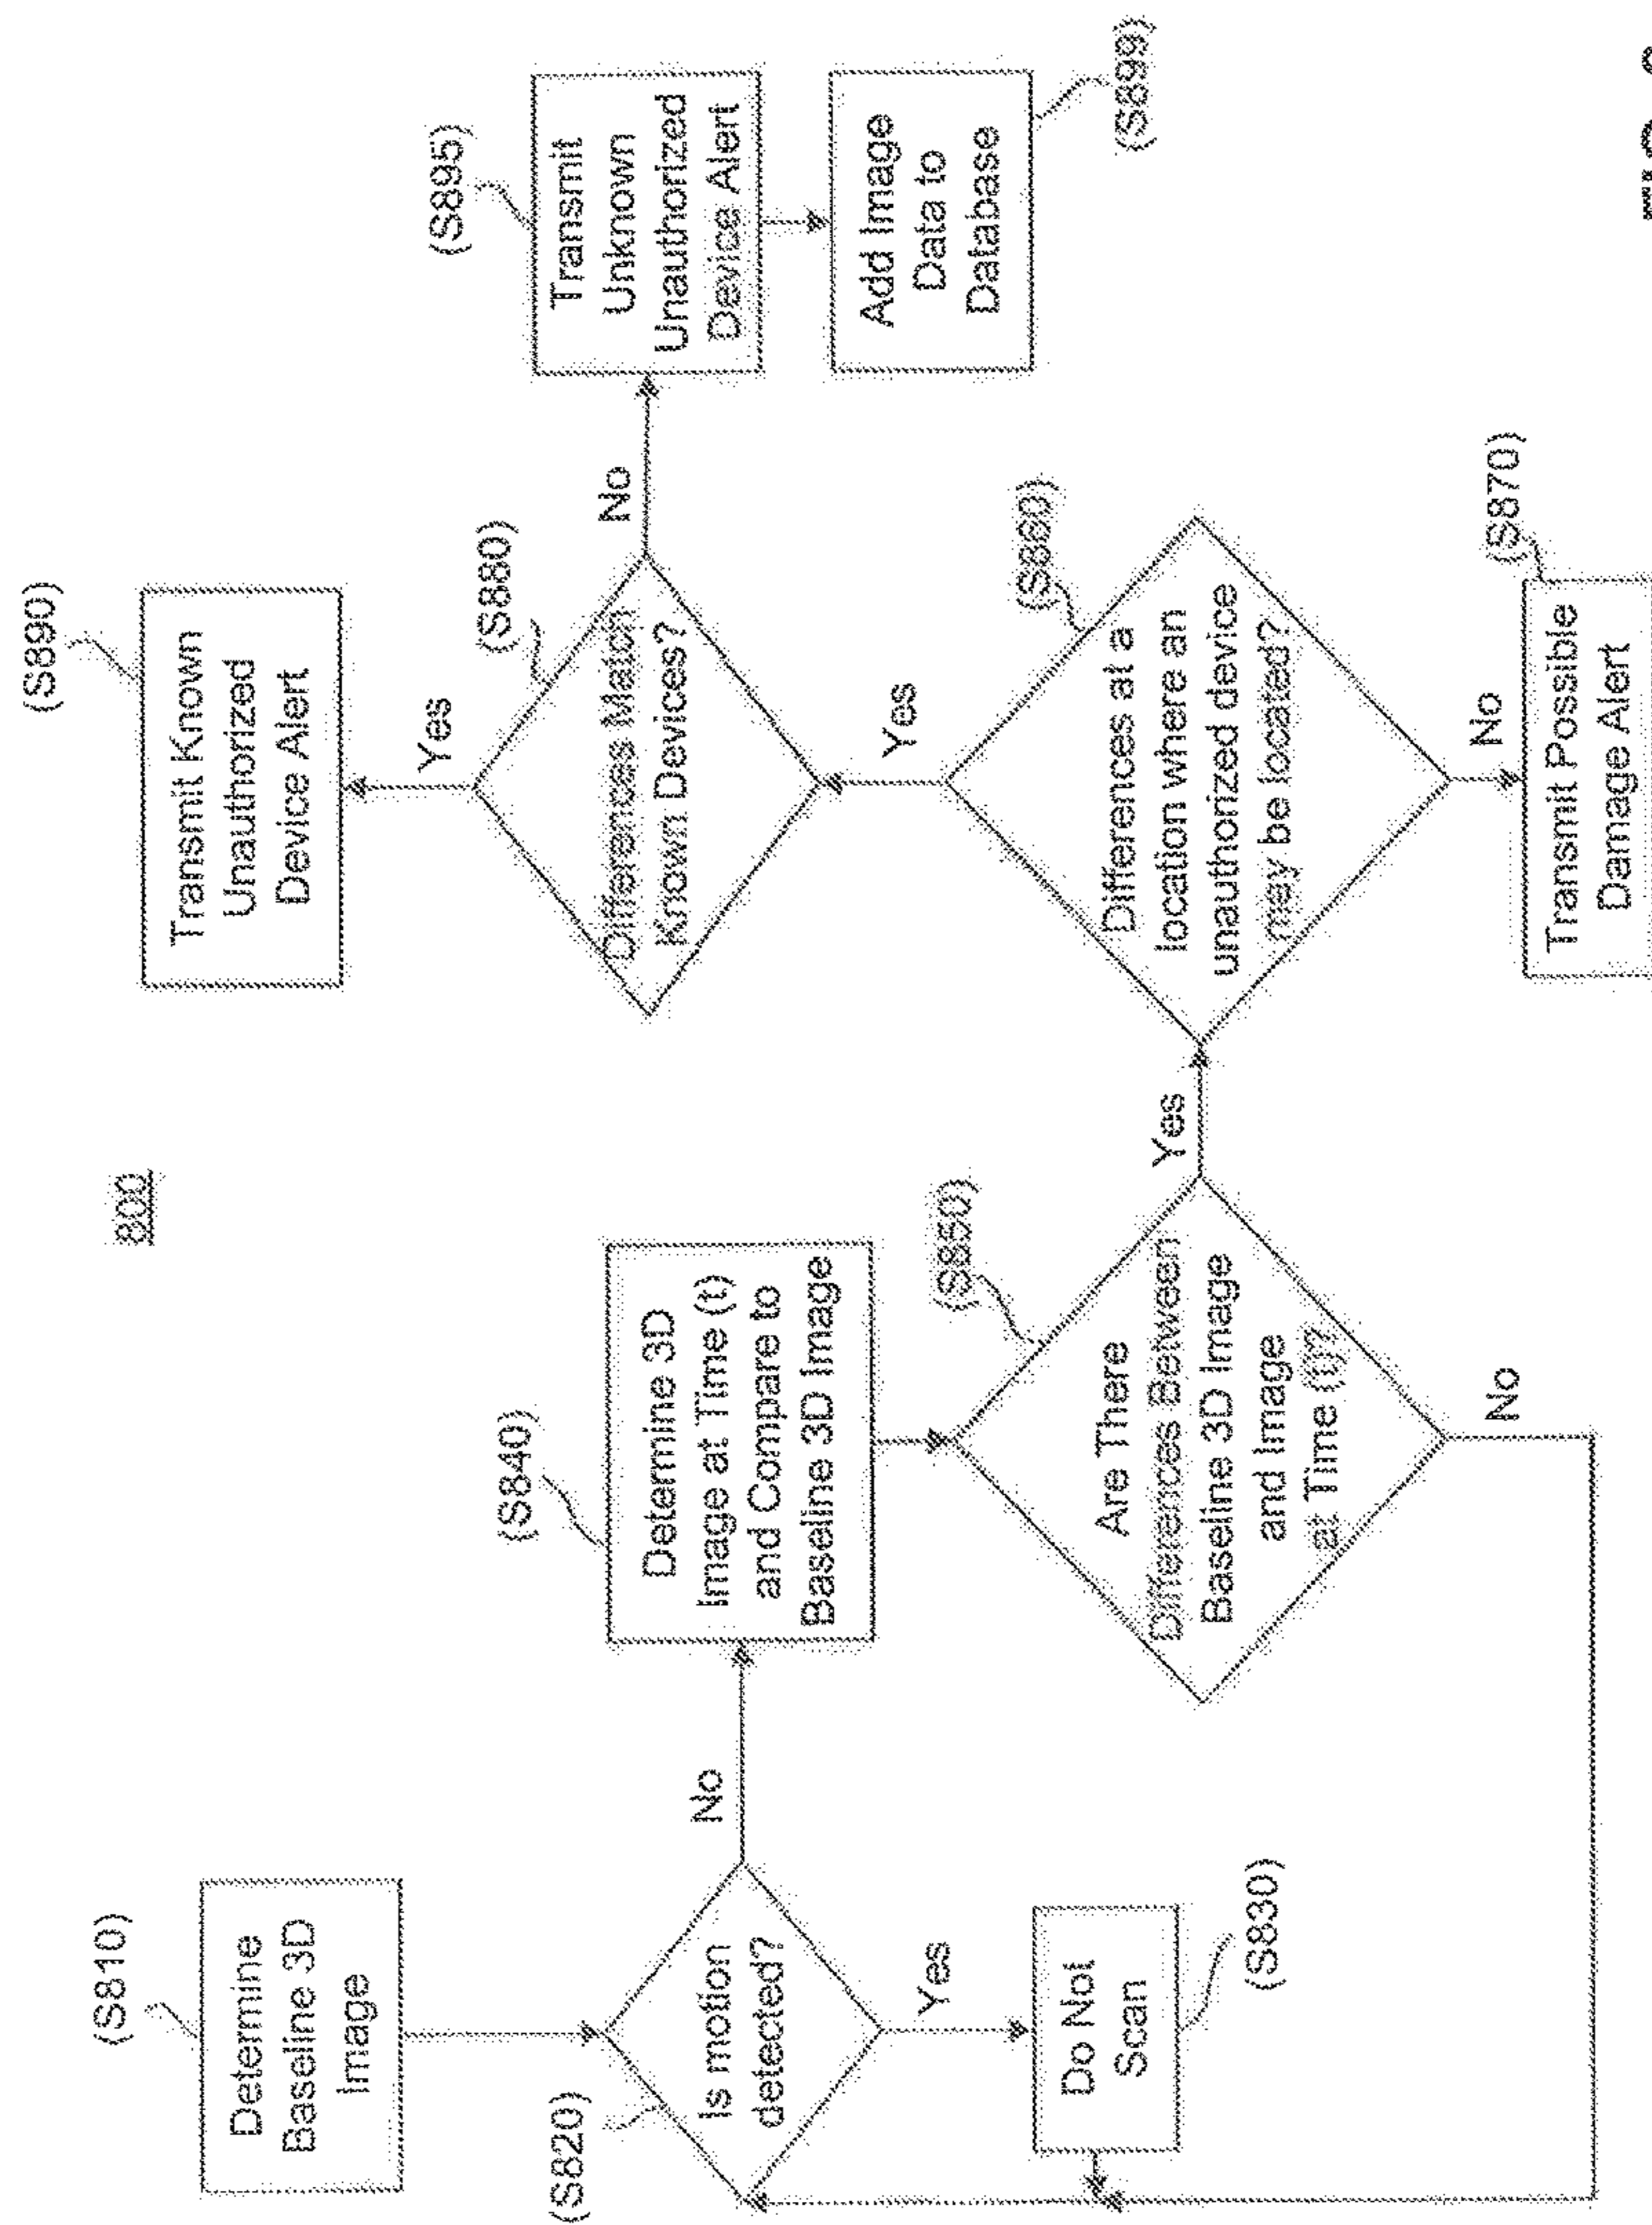 800
(S810)
Determine
Baseline 3D
Image
(S820)
Is motion
detected?
No
Yes
Do Not
Scan
(S830)
(S840)
Determine 3D
Image at Time (t)
and Compare to
Baseline 3D Image
(S850)
Are There
Differences Between
Baseline 3D Image
and Image
at Time (t)?
Yes
No
(S860)
Differences at a
location where an
unauthorized device
may be located?
Yes
No
(S870)
Transmit Possible
Damage Alert
(S880)
Differences Match
Known Devices?
Yes
No
(S890)
Transmit Known
Unauthorized
Device Alert
(S895)
Transmit
Unknown
Unauthorized
Device Alert
Add Image
Data to
Database
(S899)